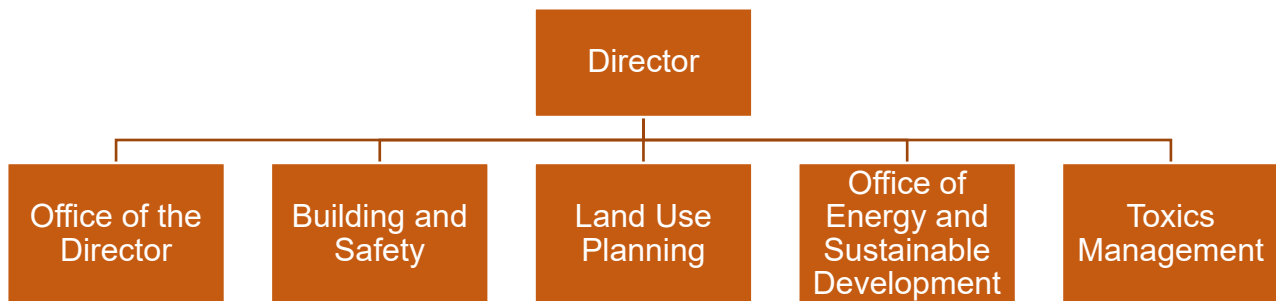 Director
Office of the
Director
Building and
Safety
Land Use
Planning
Office of
Energy and
Sustainable
Development
Toxics
Management